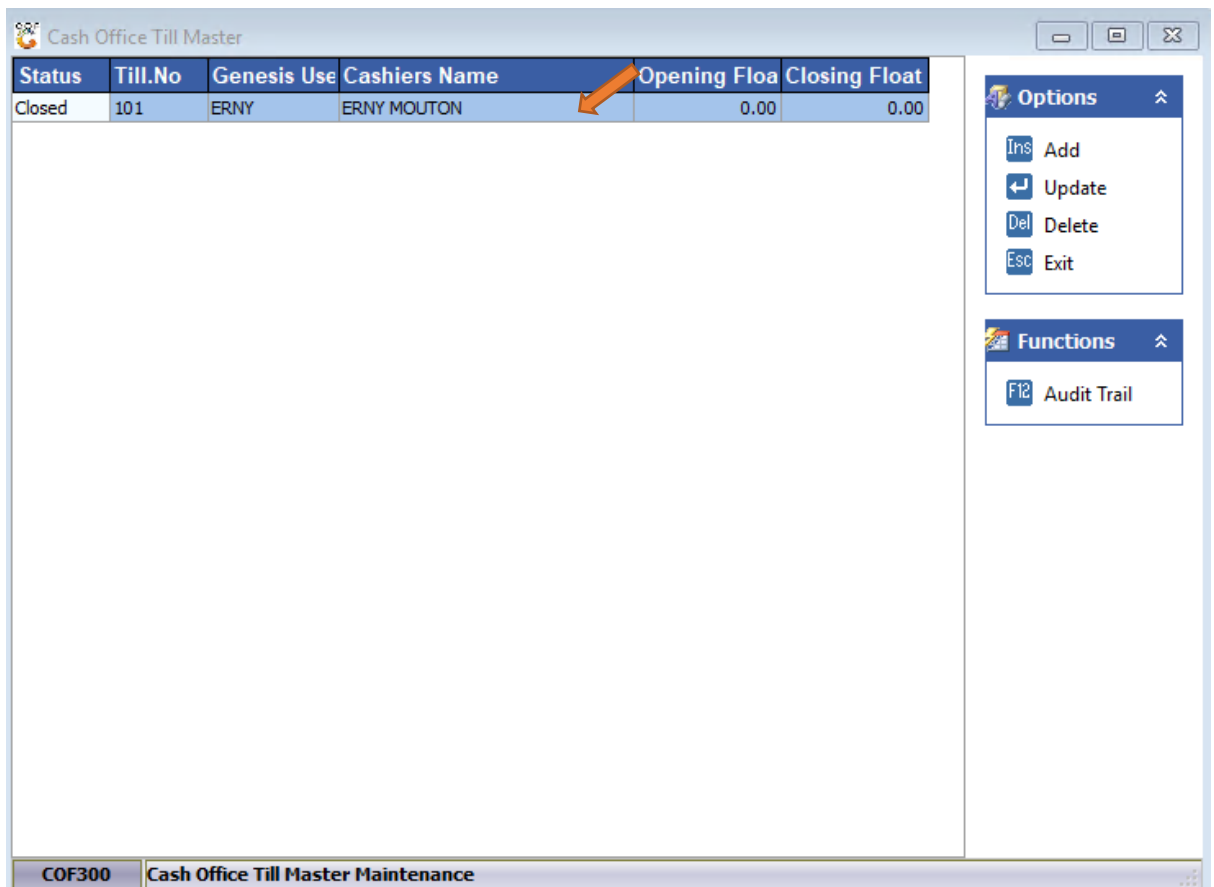 Cash Office Till Master
Status Till.No Genesis Use Cashiers Name Opening Floa Closing Float
Closed 101 ERNY ERNY MOUTON 0.00 0.00
Options
Ins Add
Update
Del Delete
Esc Exit
Functions
F12 Audit Trail
COF300 Cash Office Till Master Maintenance